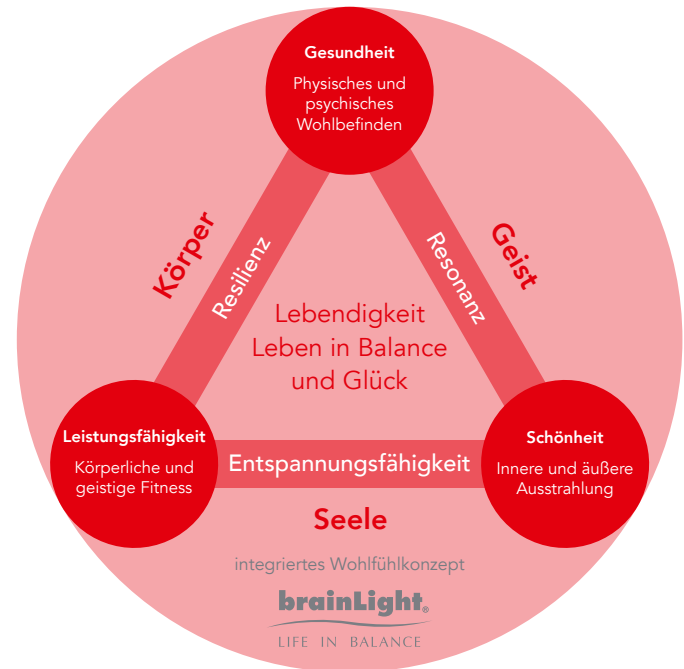 Gesundheit
Physisches und
psychisches
Wohlbefinden
Körper
Resilienz
Resonanz
Geist
Lebendigkeit
Leben in Balance
und Glück
Leistungsfähigkeit
Körperliche und
geistige Fitness
Entspannungsfähigkeit
Schönheit
Innere und äußere
Ausstrahlung
Seele
integriertes Wohlfühlkonzept
brainLight®
LIFE IN BALANCE